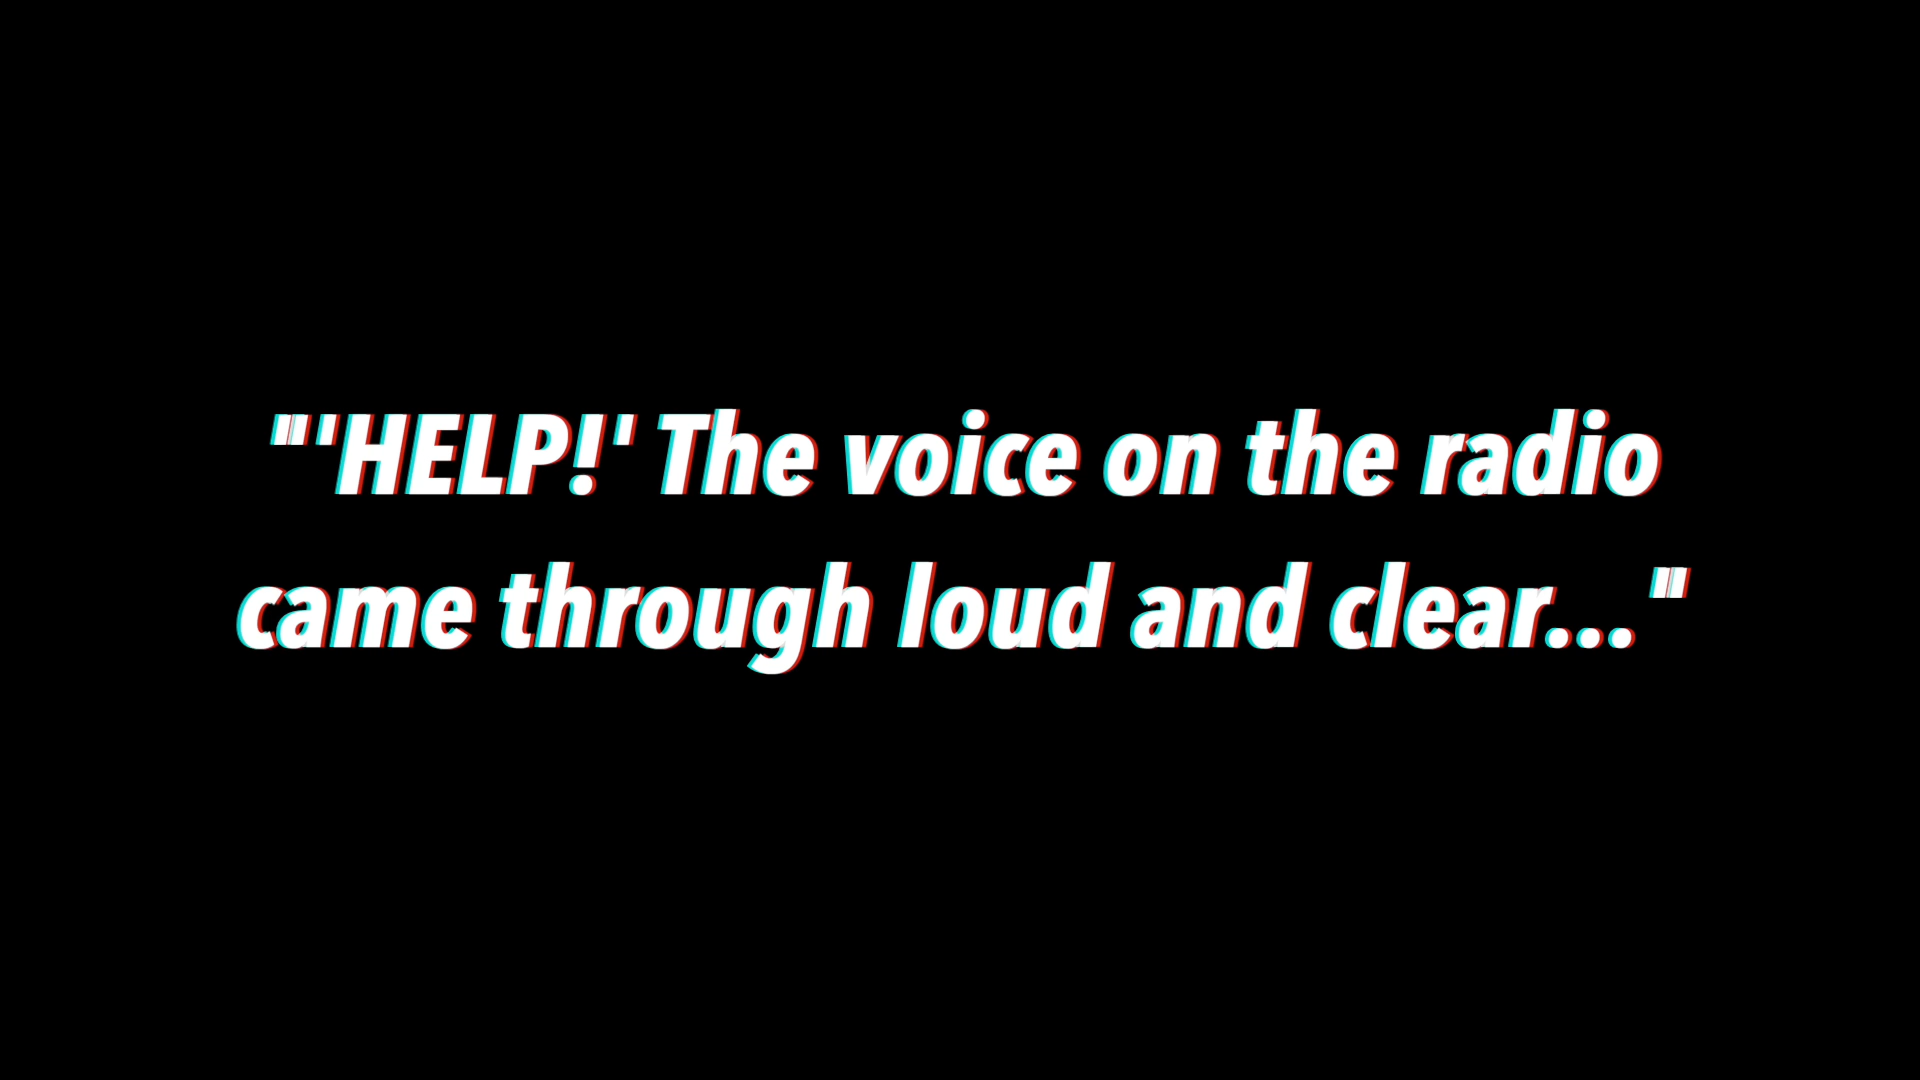 "'HELP!' The voice on the radio
came through loud and clear..."